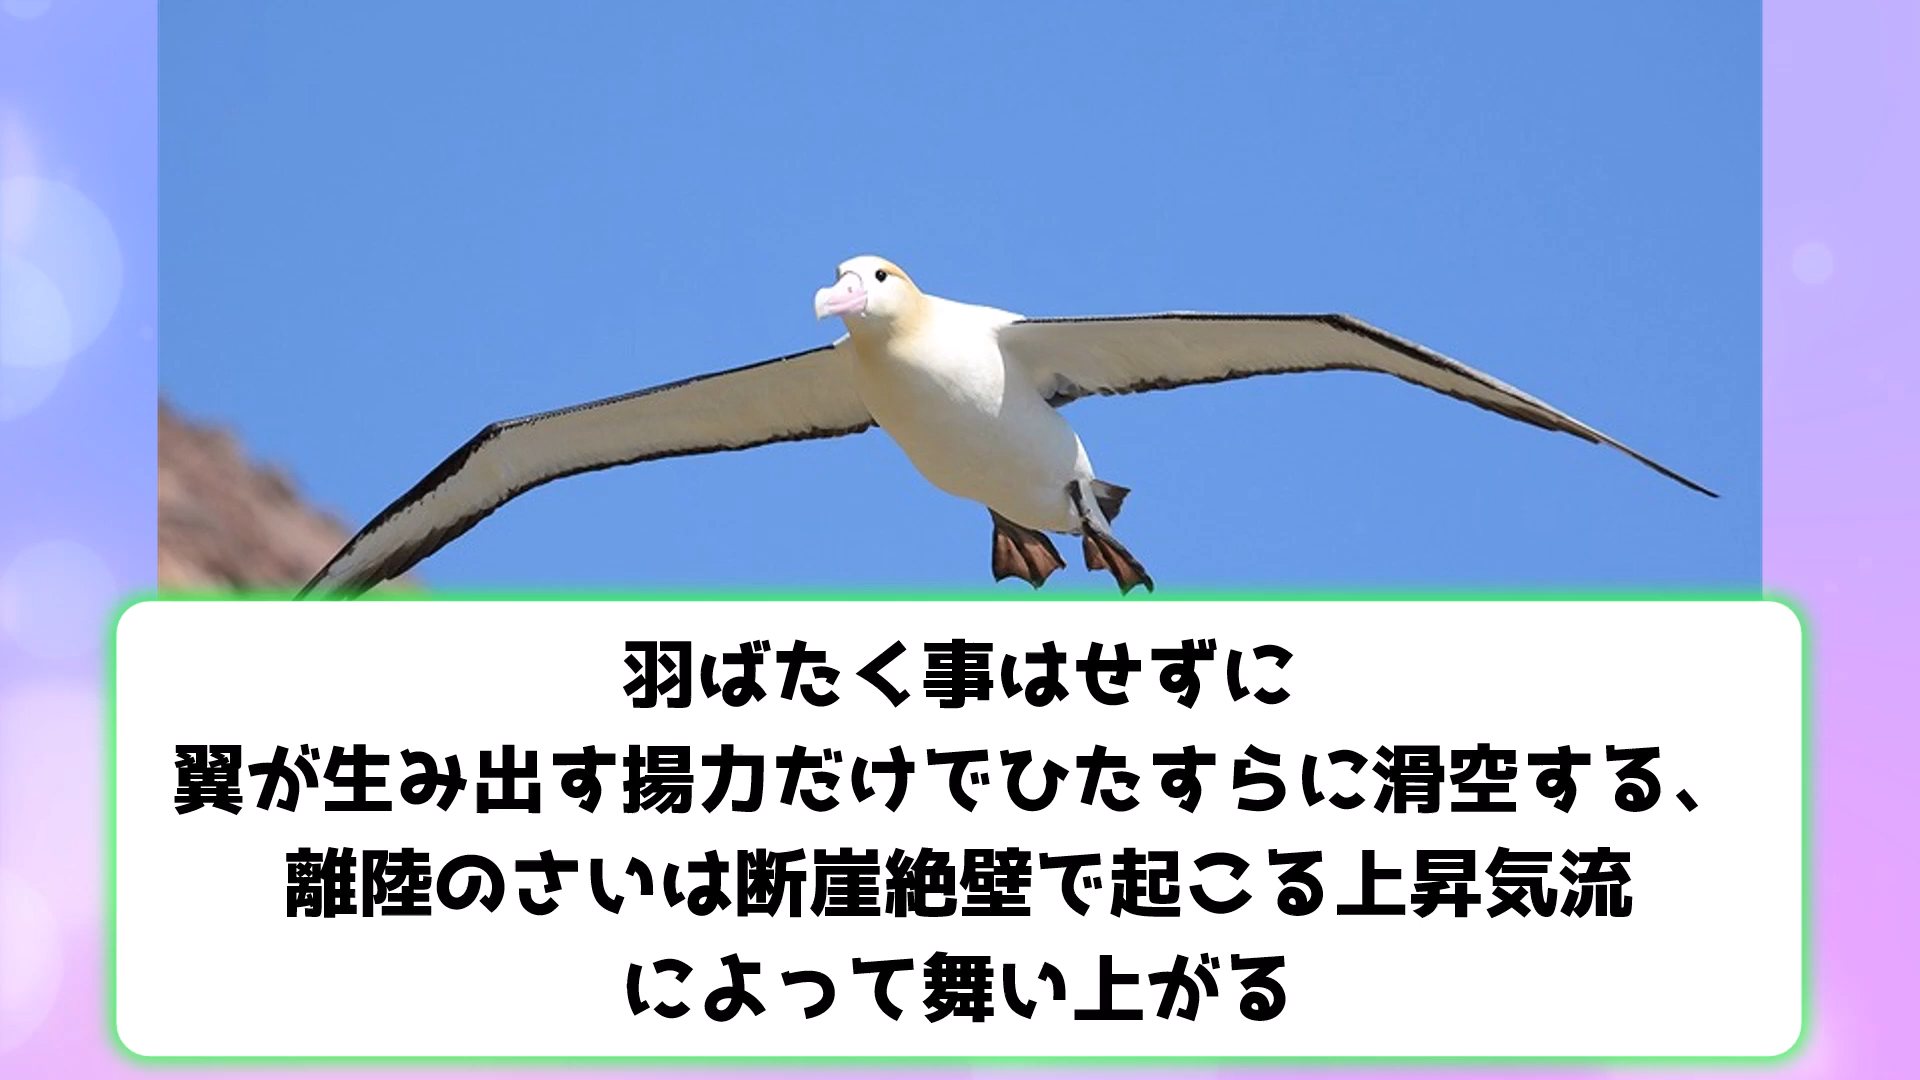 羽ばたく事はせずに
翼が生み出す揚力だけでひたすらに滑空する、
離陸のさいは断崖絶壁で起こる上昇気流
によって舞い上がる